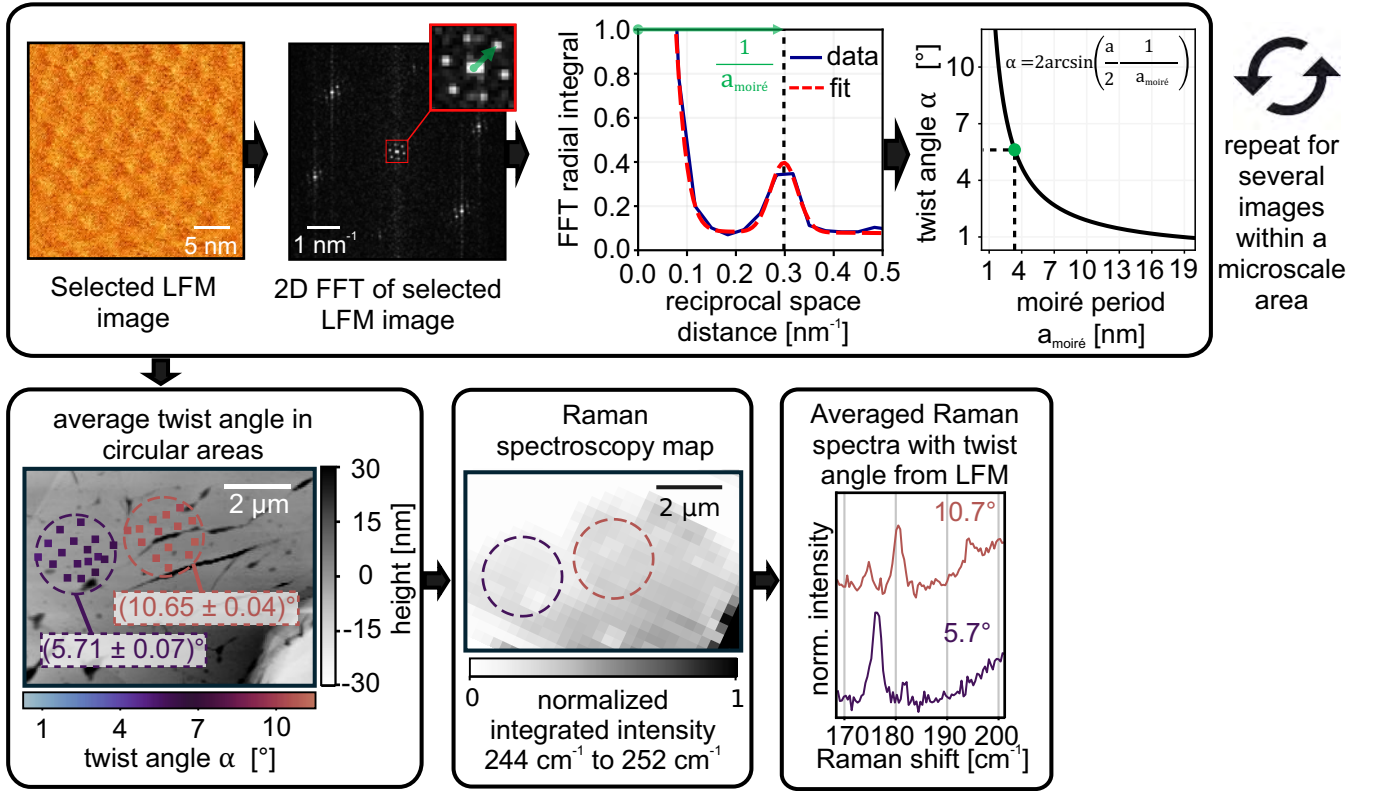 5 nm
Selected LFM
image
1 nm⁻¹
2D FFT of selected
LFM image
FFT radial integral
1.0
0.8
0.6
0.4
0.2
0.0
1
a_moiré
data
fit
0.0 0.1 0.2 0.3 0.4 0.5
reciprocal space
distance [nm⁻¹]
twist angle α [°]
10
7
4
1
α = 2arcsin(a/2 1/a_moiré)
1 4 7 10 13 16 19
moiré period
a_moiré [nm]
repeat for
several
images
within a
microscale
area
average twist angle in
circular areas
2 µm
(10.65 ± 0.04)°
(5.71 ± 0.07)°
30
15
0
-15
-30
height [nm]
1 4 7 10
twist angle α [°]
Raman
spectroscopy map
2 µm
0 1
normalized
integrated intensity
244 cm⁻¹ to 252 cm⁻¹
Averaged Raman
spectra with twist
angle from LFM
norm. intensity
10.7°
5.7°
170 180 190 200
Raman shift [cm⁻¹]